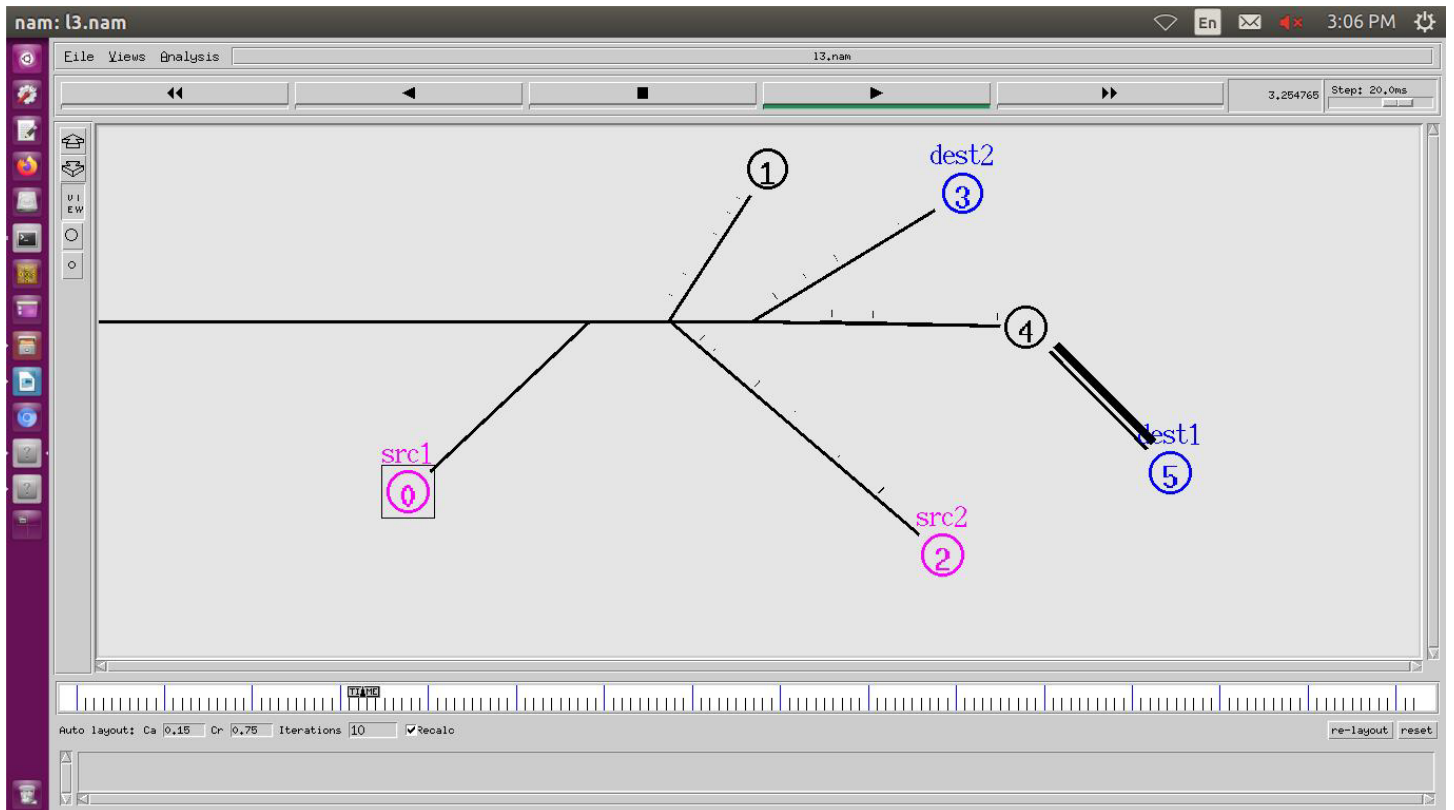 nam: l3.nam
En
3:06 PM
Eile Views Analysis
l3.nam
3.254765
Step: 20.0ms
VI
EW
1
dest2
3
4
dest1
5
src1
0
src2
2
TIME
Auto layout: Ca 0.15 Cr 0.75 Iterations 10 Recalc
re-layout reset